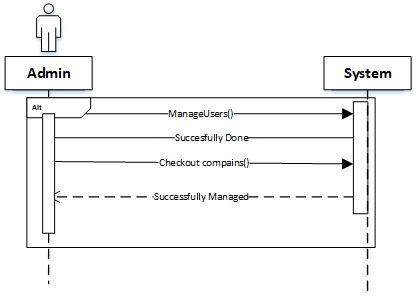 Admin
System
Alt
ManageUsers()
Succesfully Done
Checkout compains()
Successfully Managed